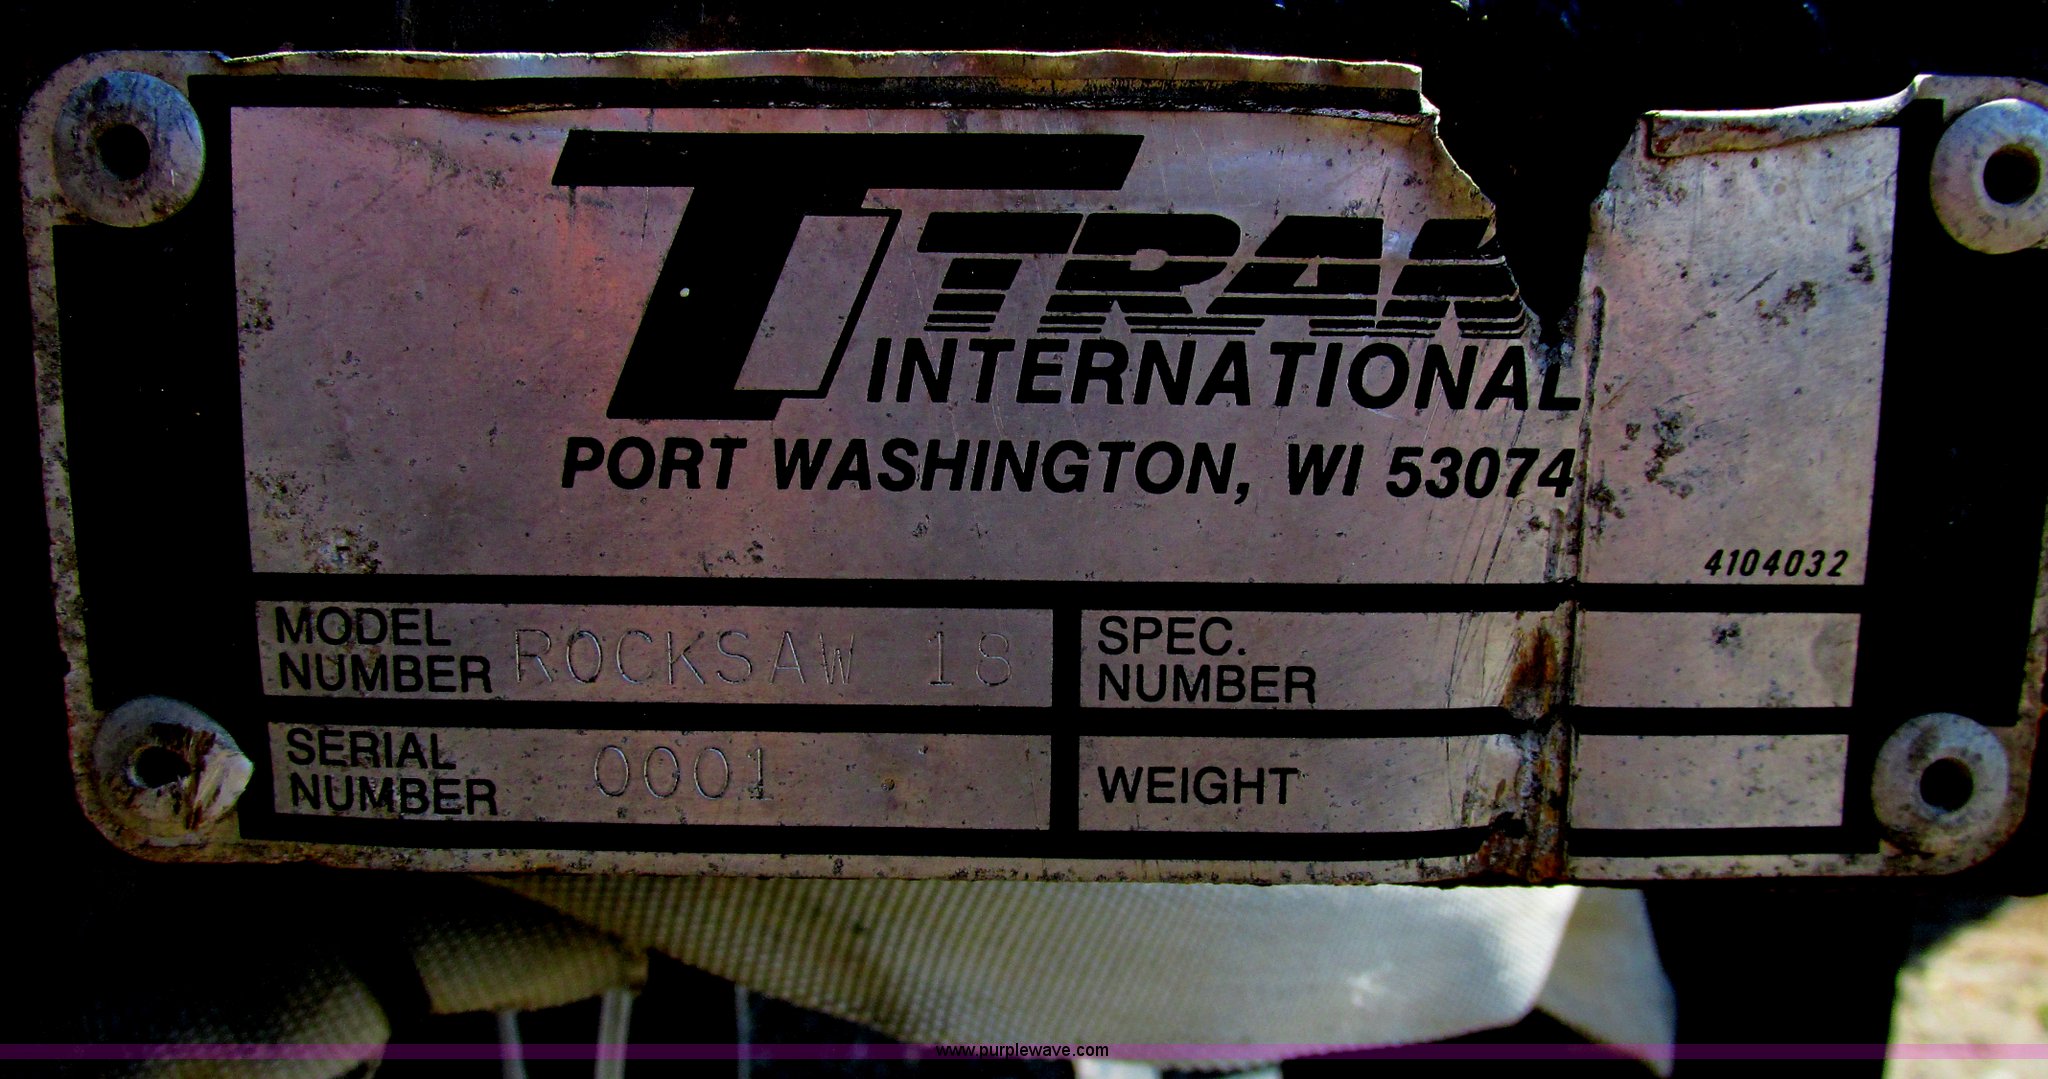 TRAK
INTERNATIONAL
PORT WASHINGTON, WI 53074
4104032
MODEL NUMBER ROCKSAW 18
SPEC. NUMBER
SERIAL NUMBER 0001
WEIGHT
www.purplewave.com